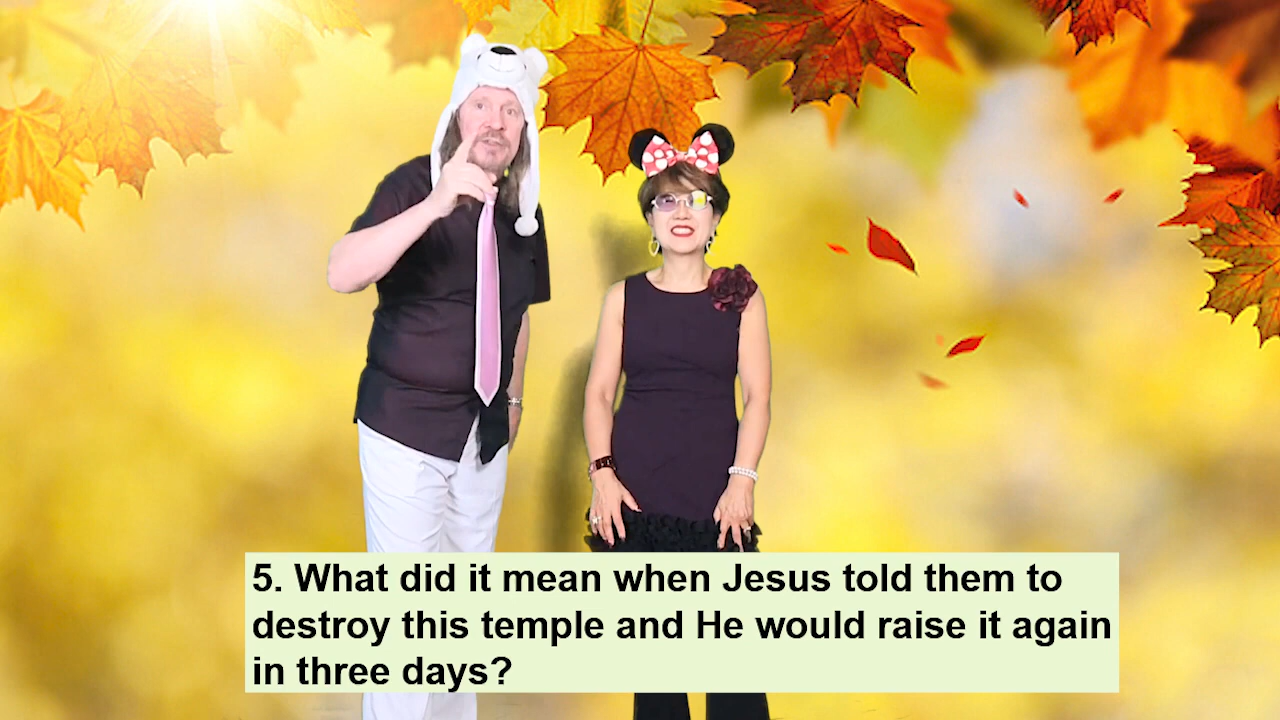 5. What did it mean when Jesus told them to
destroy this temple and He would raise it again
in three days?